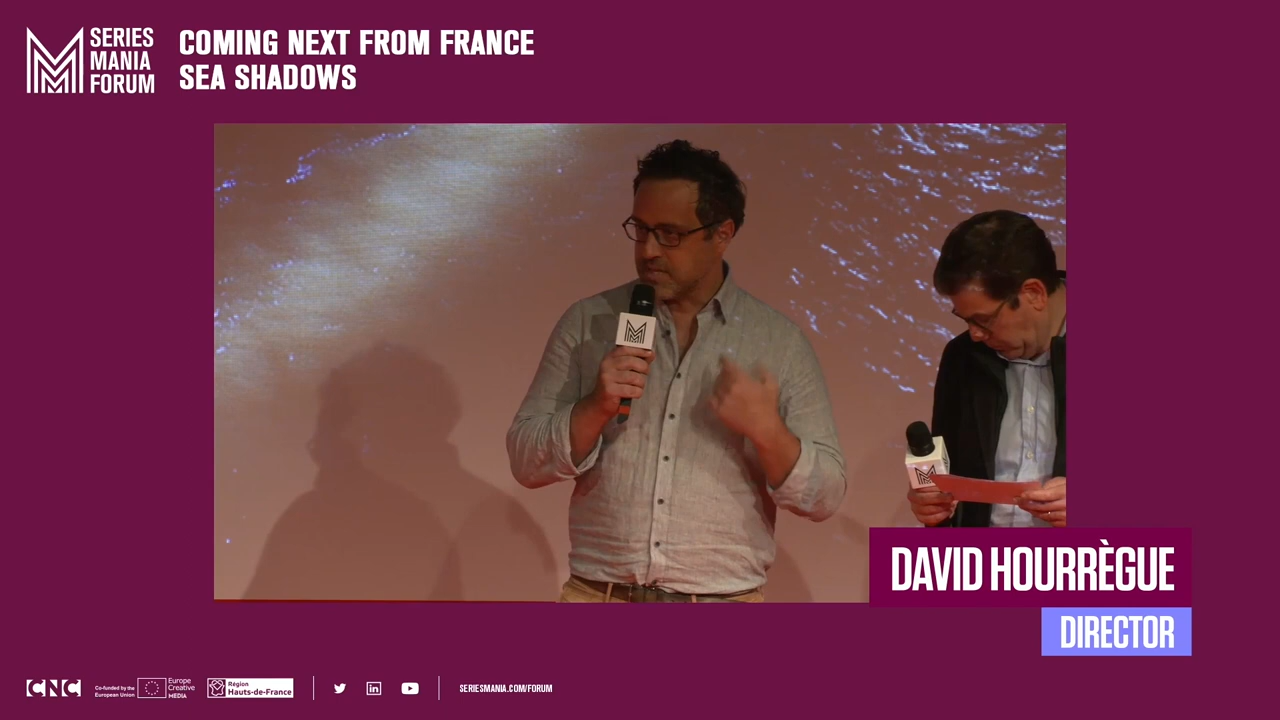 SERIES
MANIA
FORUM
COMING NEXT FROM FRANCE
SEA SHADOWS
DAVID HOURRÈGUE
DIRECTOR
CNC
Co-funded by the
European Union
Europe
Creative
MEDIA
Région
Hauts-de-France
SERIESMANIA.COM/FORUM